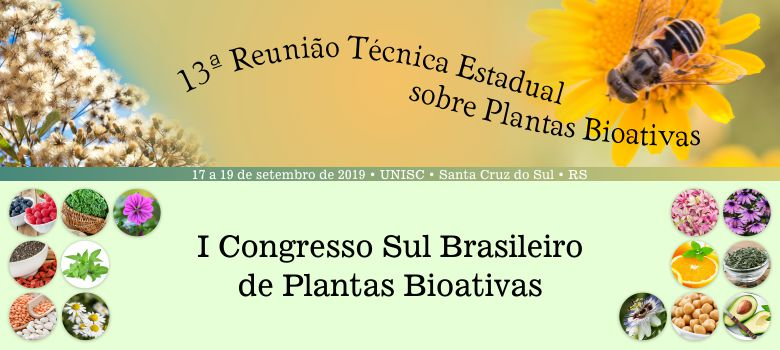 13ª Reunião Técnica Estadual
sobre Plantas Bioativas
17 a 19 de setembro de 2019 • UNISC • Santa Cruz do Sul • RS
I Congresso Sul Brasileiro
de Plantas Bioativas